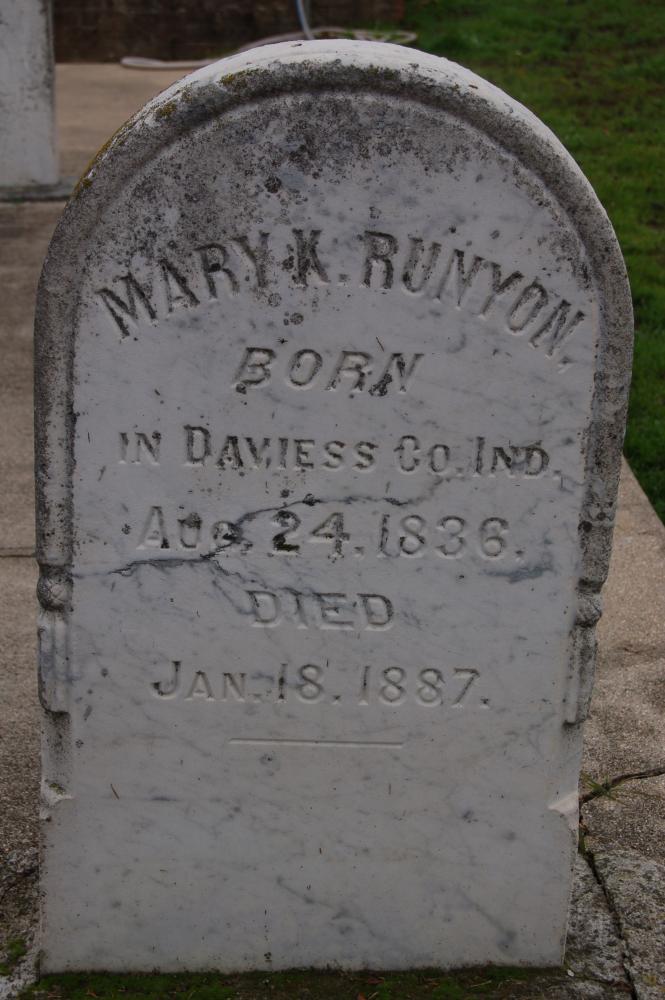 MARY K. RUNYON,
BORN
IN DAVIESS CO. IND.
AUG. 24, 1836.
DIED
JAN. 18, 1887.